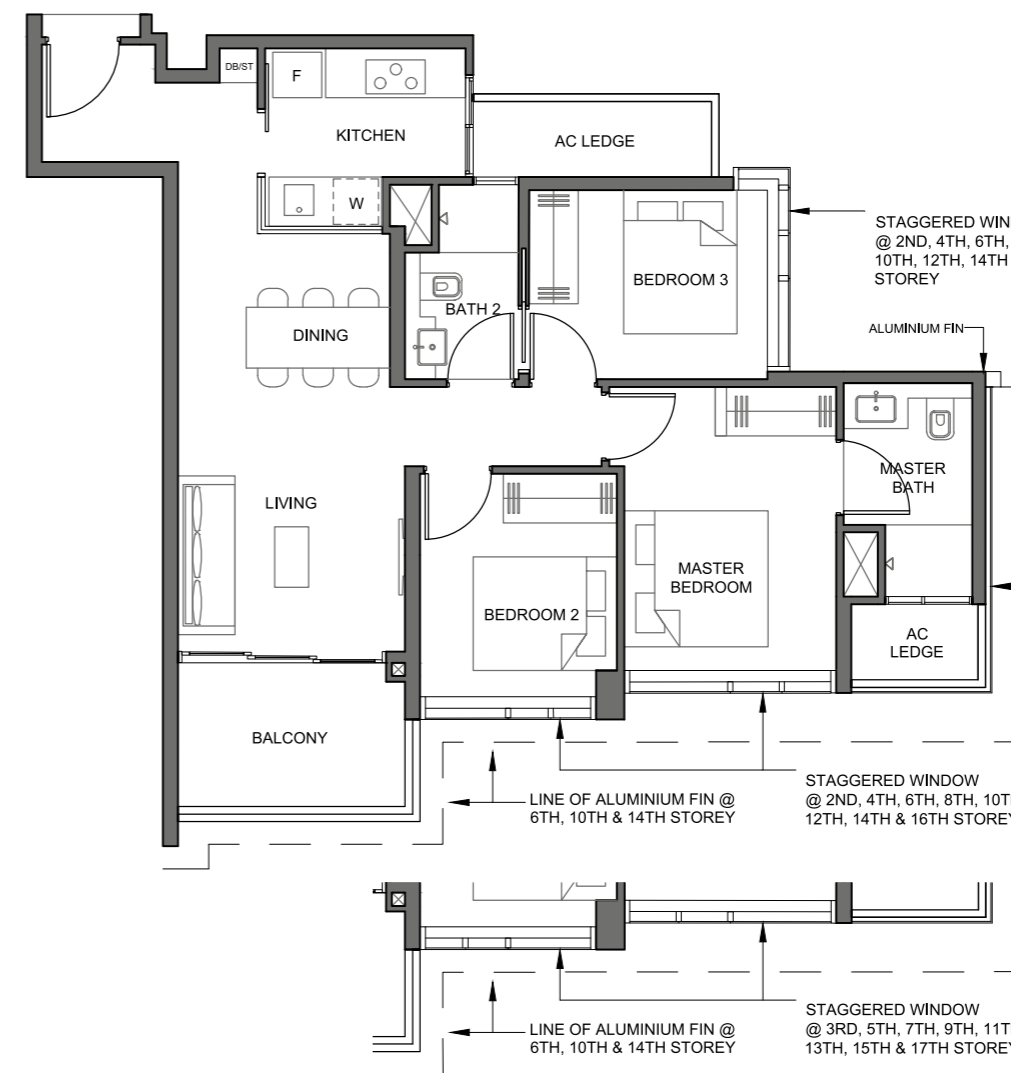 DB/ST
F
KITCHEN
AC LEDGE
W
STAGGERED WIN
@ 2ND, 4TH, 6TH,
10TH, 12TH, 14TH
STOREY
BEDROOM 3
BATH 2
DINING
ALUMINIUM FIN
MASTER
BATH
LIVING
MASTER
BEDROOM
BEDROOM 2
AC
LEDGE
BALCONY
LINE OF ALUMINIUM FIN @
6TH, 10TH & 14TH STOREY
STAGGERED WINDOW
@ 2ND, 4TH, 6TH, 8TH, 10TH
12TH, 14TH & 16TH STOREY
LINE OF ALUMINIUM FIN @
6TH, 10TH & 14TH STOREY
STAGGERED WINDOW
@ 3RD, 5TH, 7TH, 9TH, 11TH
13TH, 15TH & 17TH STOREY